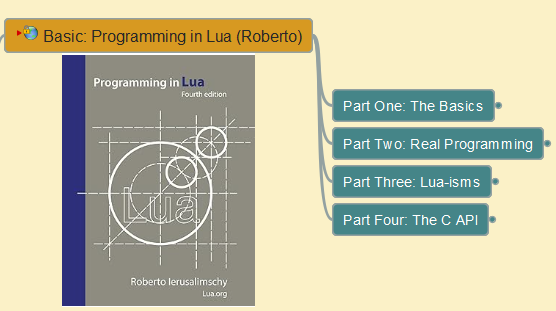 Basic: Programming in Lua (Roberto)
Programming in Lua
Fourth edition
Lua
Roberto Ierusalimschy
Lua.org
Part One: The Basics
Part Two: Real Programming
Part Three: Lua-isms
Part Four: The C API